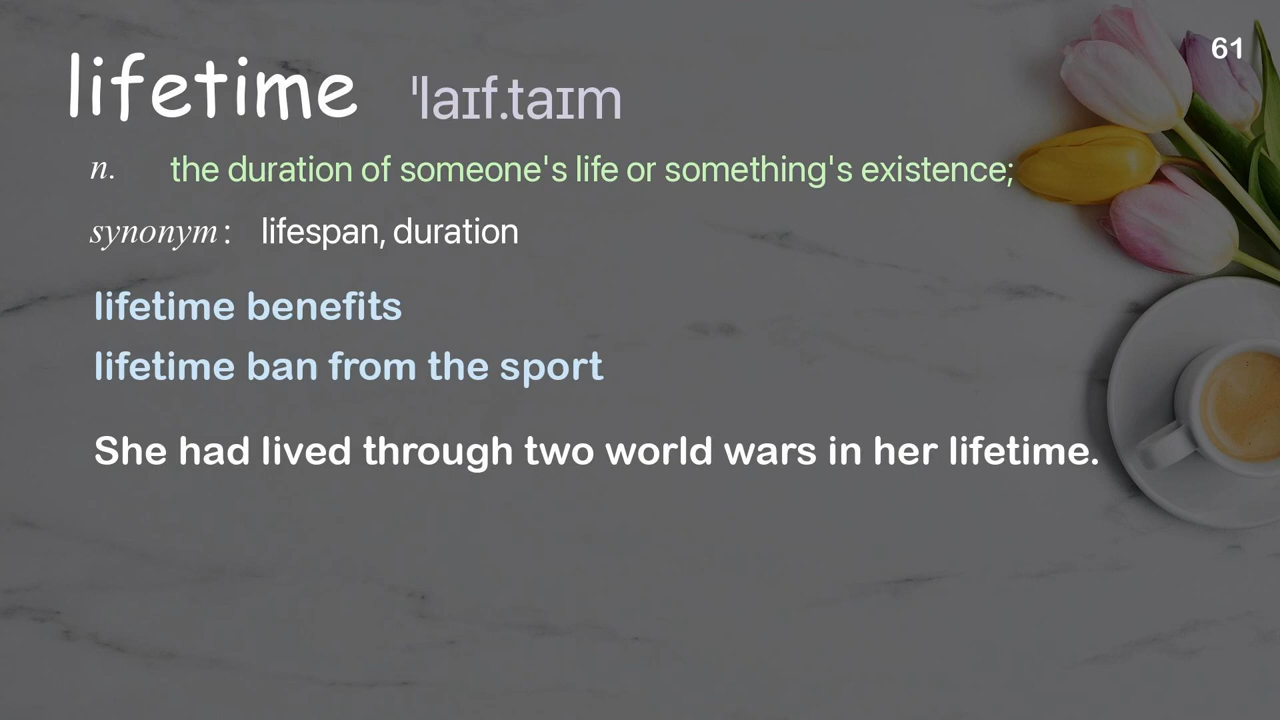 61
lifetime ˈlaɪf.taɪm
n. the duration of someone's life or something's existence;
synonym: lifespan, duration
lifetime benefits
lifetime ban from the sport
She had lived through two world wars in her lifetime.